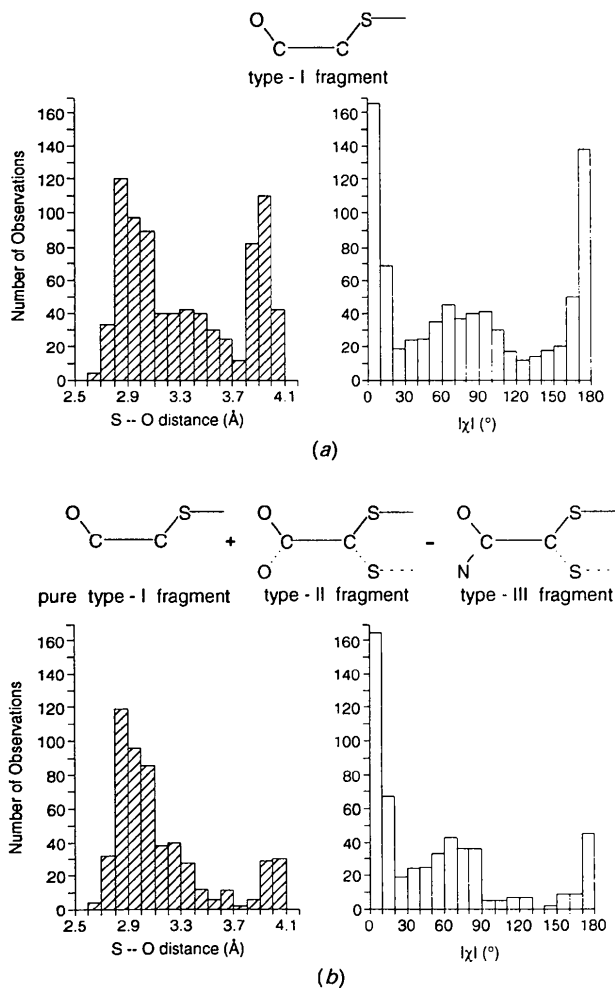 O S
C C
type - I fragment
Number of Observations
160
140
120
100
80
60
40
20
0
2.5 2.9 3.3 3.7 4.1
S -- O distance (Å)
160
140
120
100
80
60
40
20
0
0 30 60 90 120 150 180
|χ| (°)
(a)
O S O S O S
C C + C C - C C
O S N S
pure type - I fragment type - II fragment type - III fragment
Number of Observations
160
140
120
100
80
60
40
20
0
2.5 2.9 3.3 3.7 4.1
S -- O distance (Å)
160
140
120
100
80
60
40
20
0
0 30 60 90 120 150 180
|χ| (°)
(b)